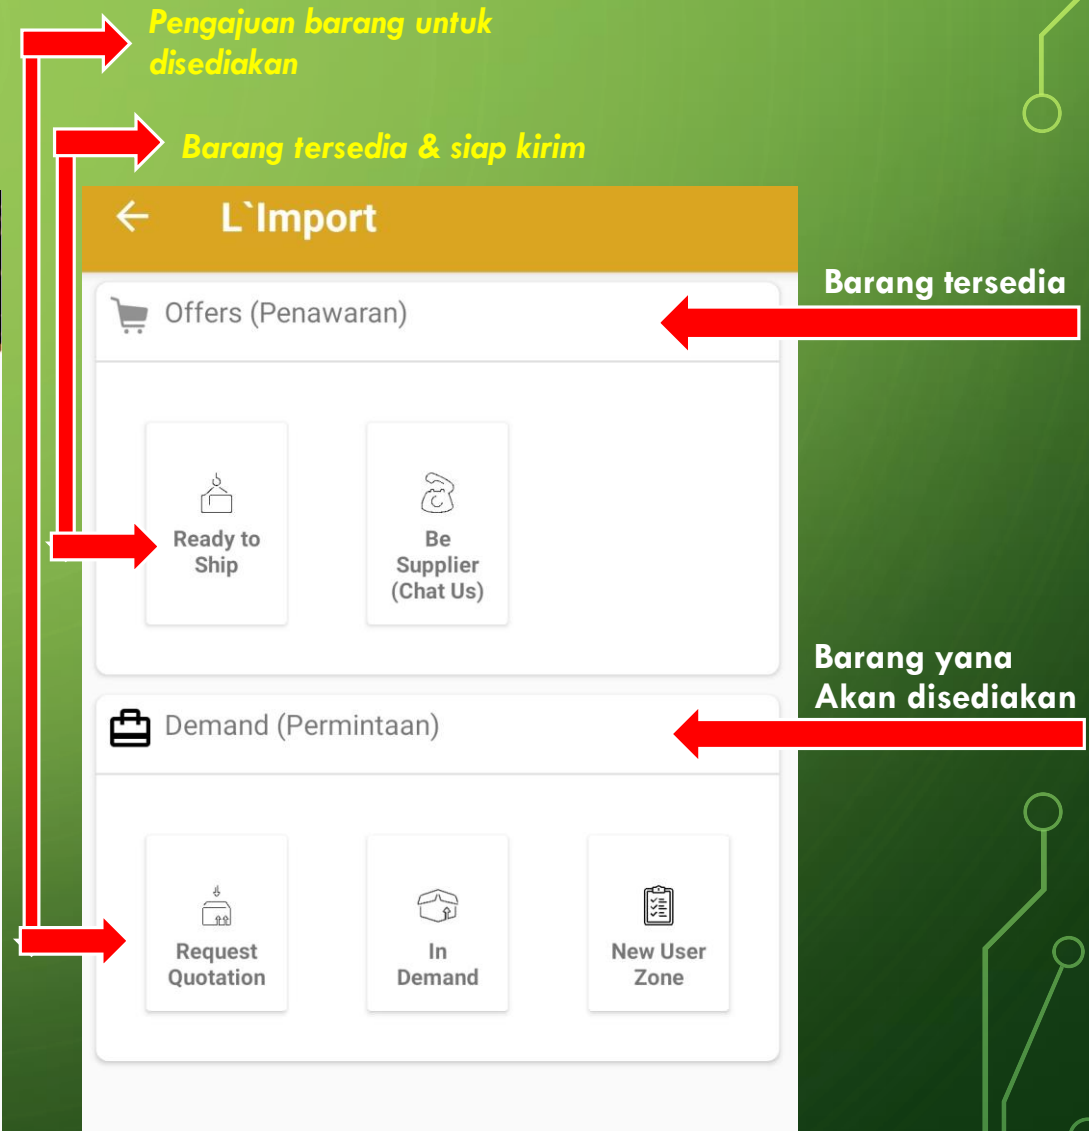 Pengajuan barang untuk
disediakan
Barang tersedia & siap kirim
L`Import
Barang tersedia
Offers (Penawaran)
Ready to
Ship
Be
Supplier
(Chat Us)
Barang yana
Akan disediakan
Demand (Permintaan)
Request
Quotation
In
Demand
New User
Zone